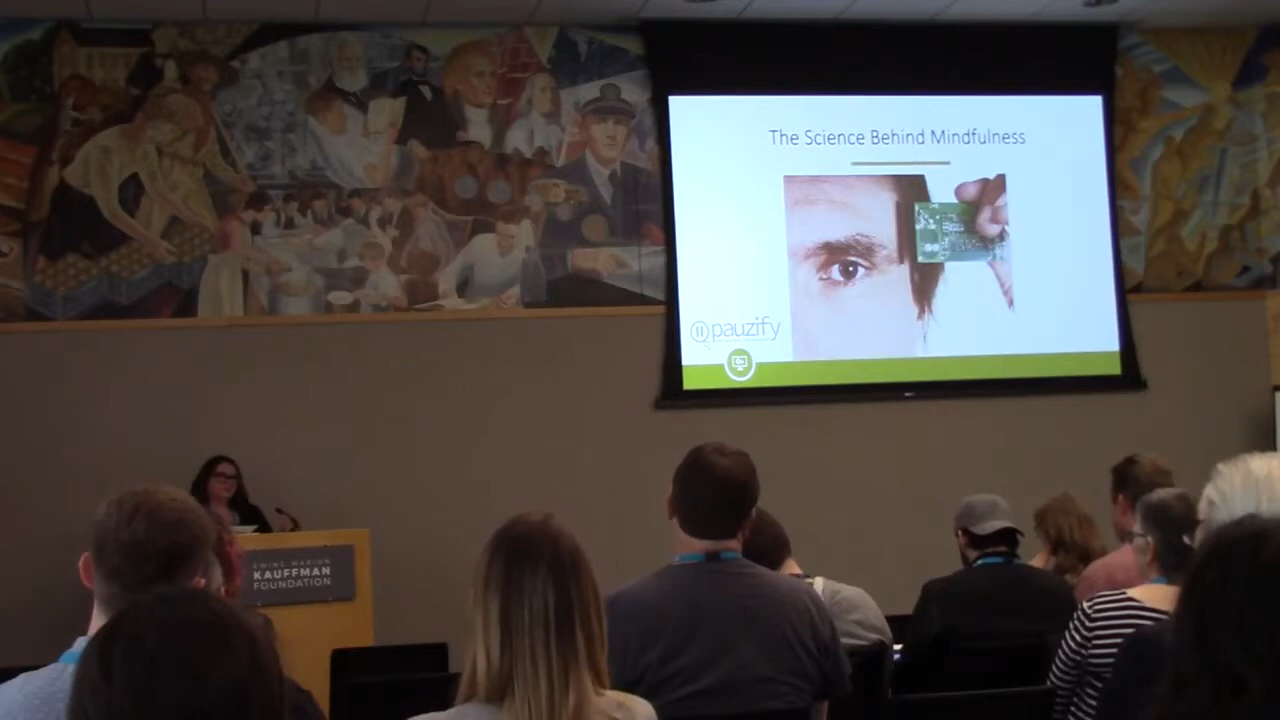 The Science Behind Mindfulness
pauzify
EWING MARION
KAUFFMAN
FOUNDATION